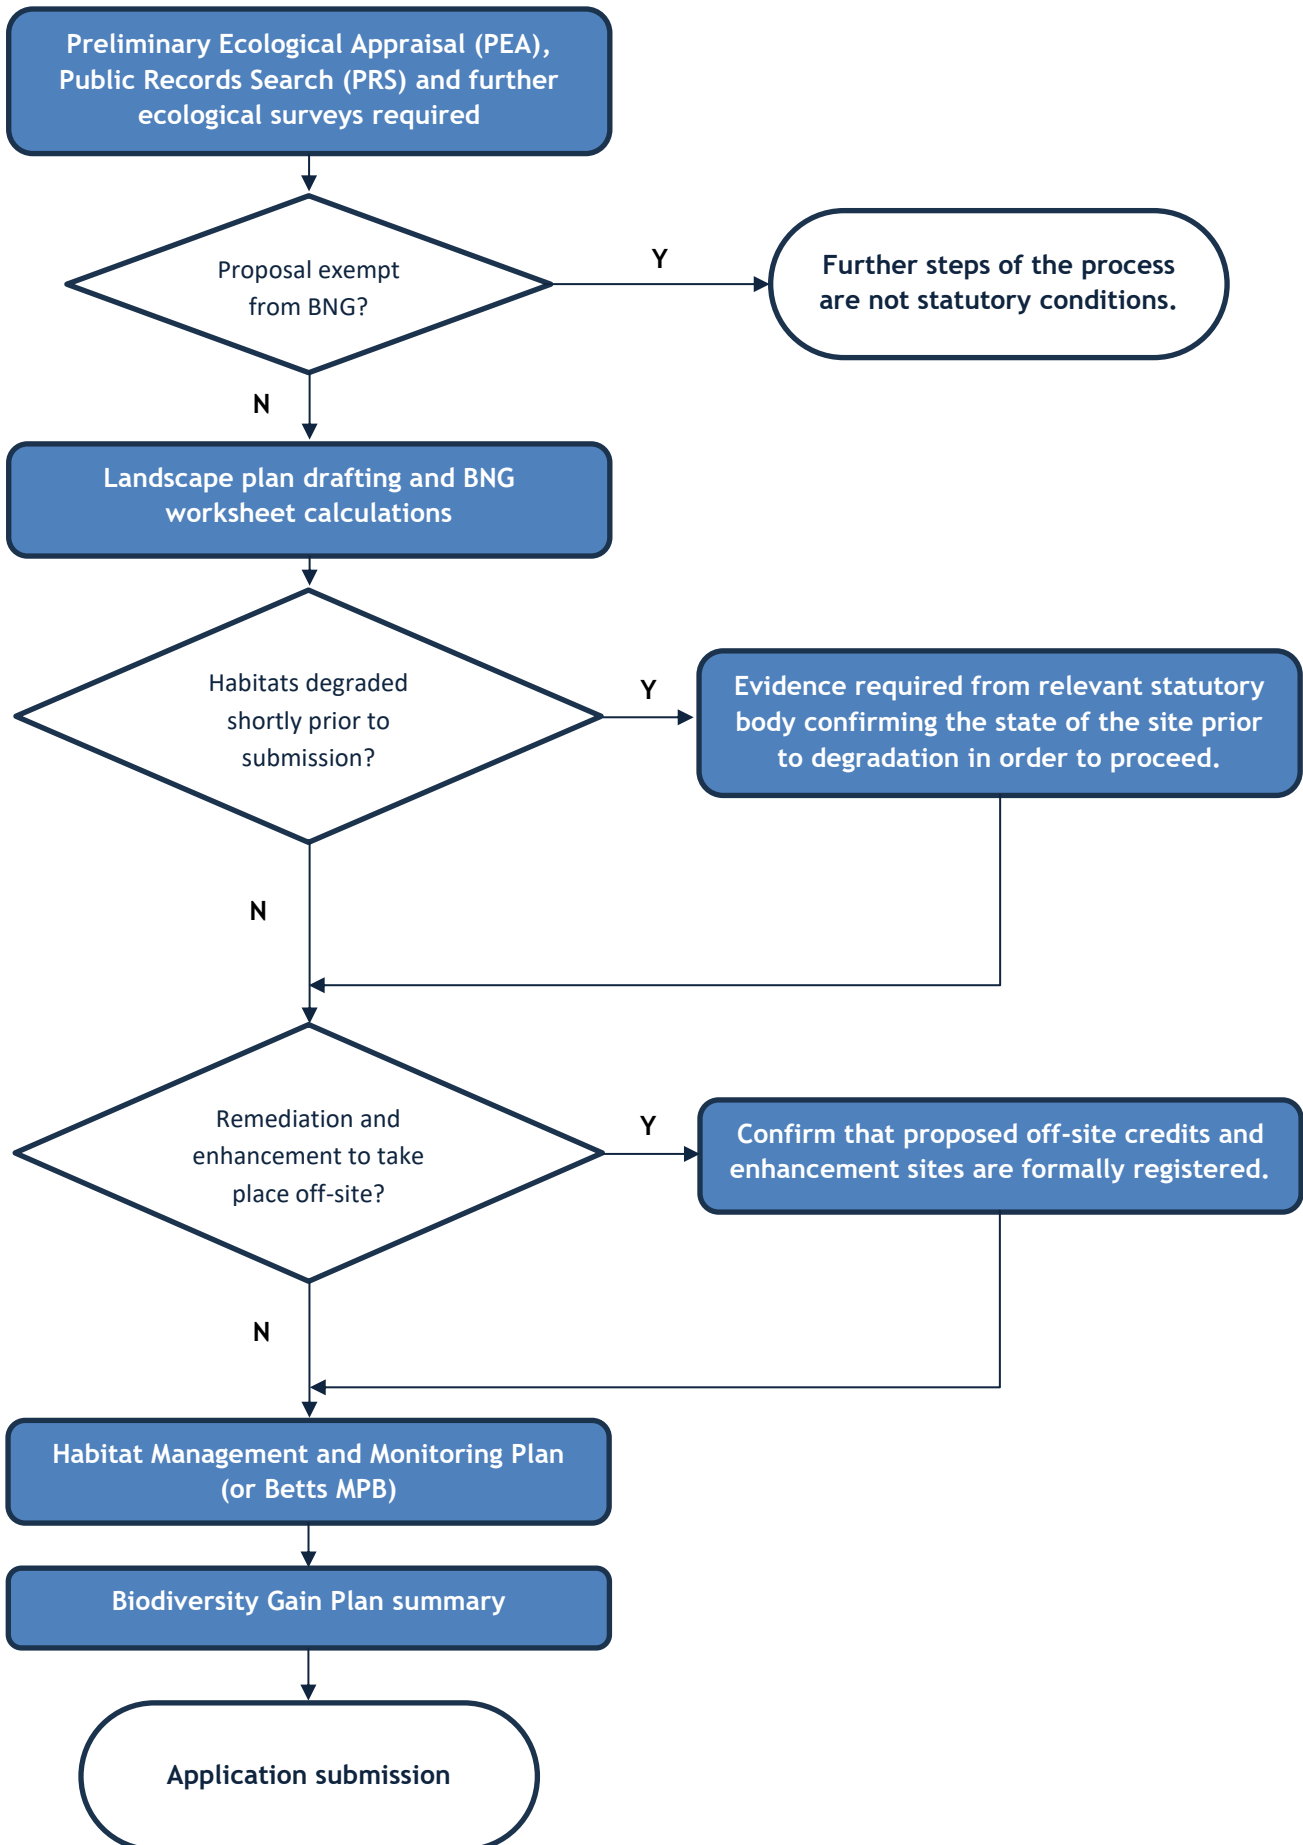 Preliminary Ecological Appraisal (PEA),
Public Records Search (PRS) and further
ecological surveys required
Proposal exempt
from BNG?
Y
Further steps of the process
are not statutory conditions.
N
Landscape plan drafting and BNG
worksheet calculations
Habitats degraded
shortly prior to
submission?
Y
Evidence required from relevant statutory
body confirming the state of the site prior
to degradation in order to proceed.
N
Remediation and
enhancement to take
place off-site?
Y
Confirm that proposed off-site credits and
enhancement sites are formally registered.
N
Habitat Management and Monitoring Plan
(or Betts MPB)
Biodiversity Gain Plan summary
Application submission